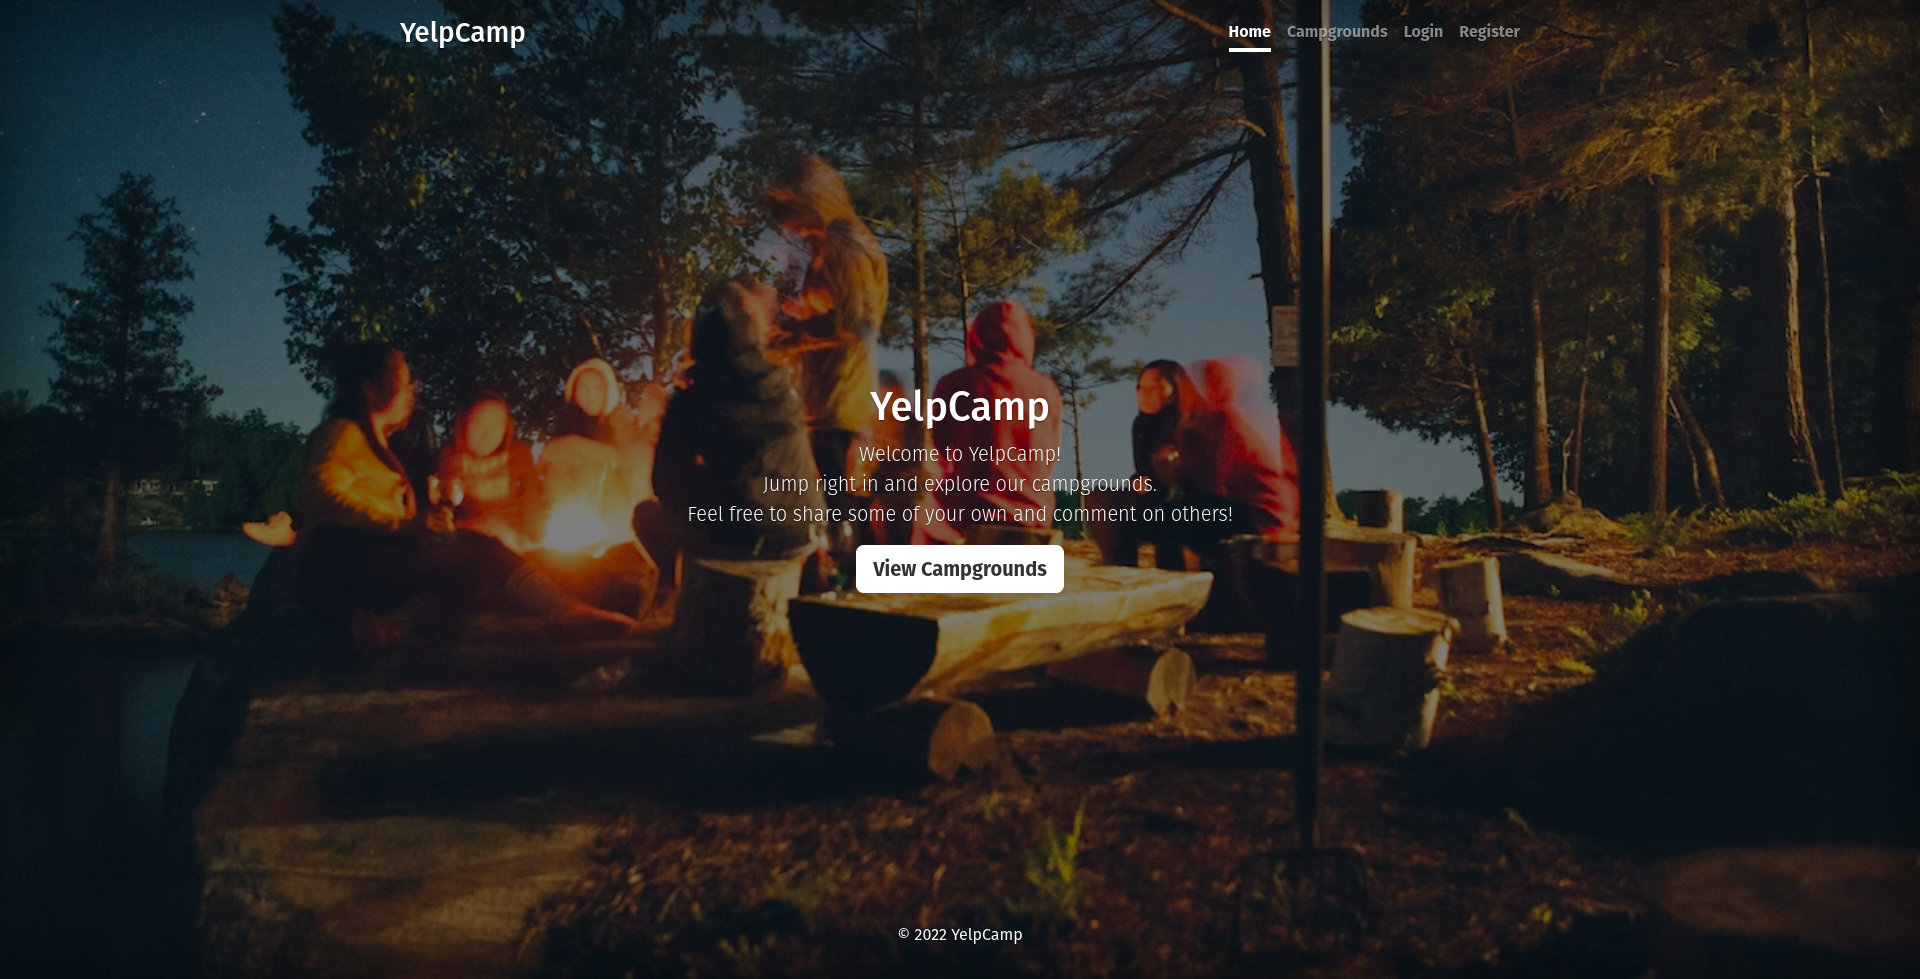 YelpCamp
Home Campgrounds Login Register
YelpCamp
Welcome to YelpCamp!
Jump right in and explore our campgrounds.
Feel free to share some of your own and comment on others!
View Campgrounds
© 2022 YelpCamp